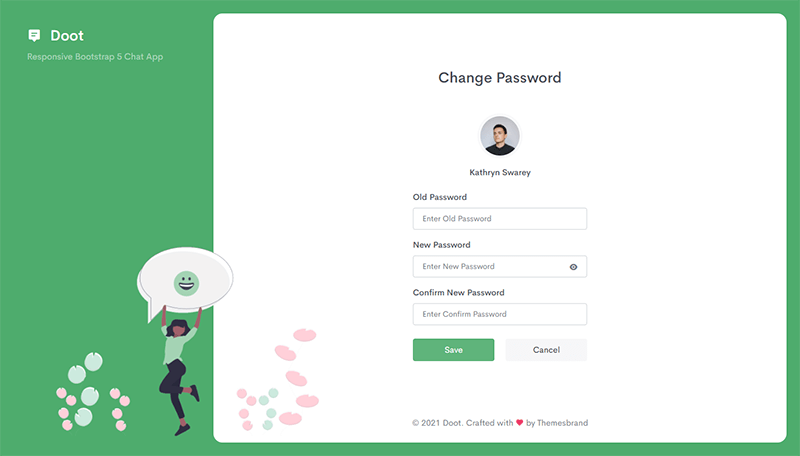 Doot
Responsive Bootstrap 5 Chat App
Change Password
Kathryn Swarey
Old Password
Enter Old Password
New Password
Enter New Password
Confirm New Password
Enter Confirm Password
Save
Cancel
© 2021 Doot. Crafted with ❤ by Themesbrand